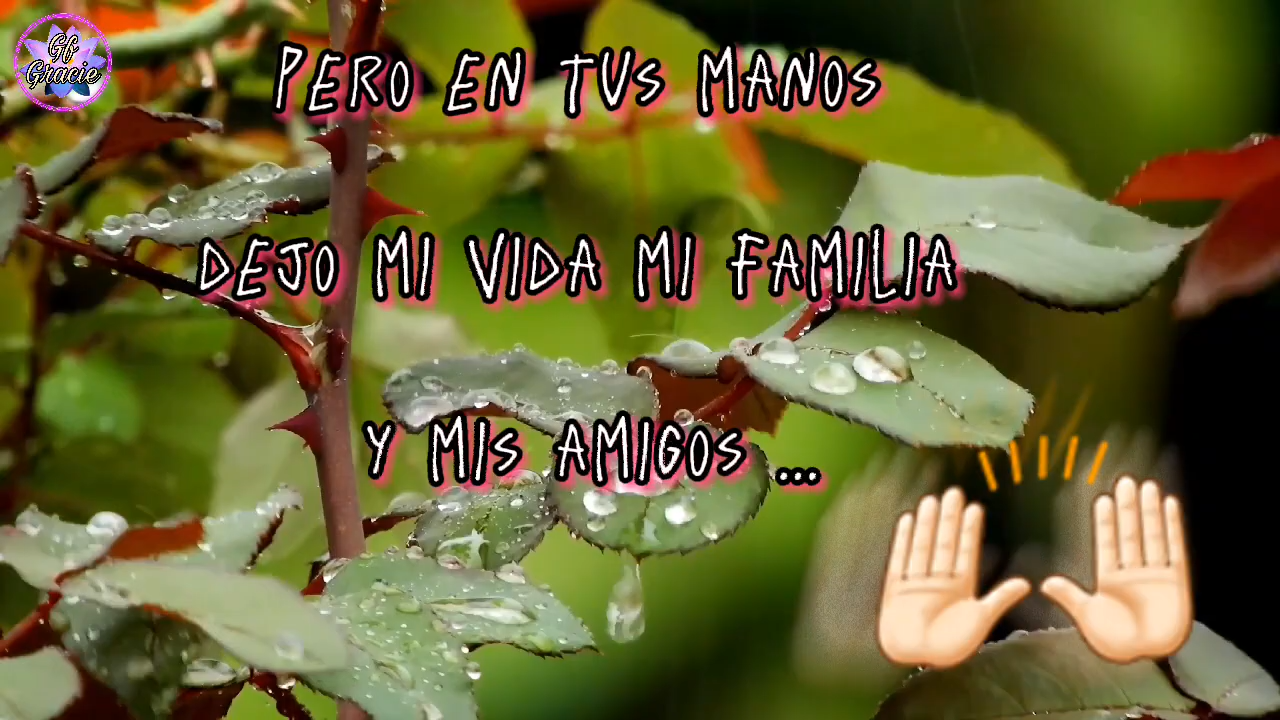 Gf
Gracie
PERO EN TUS MANOS
DEJO MI VIDA MI FAMILIA
Y MIS AMIGOS ...